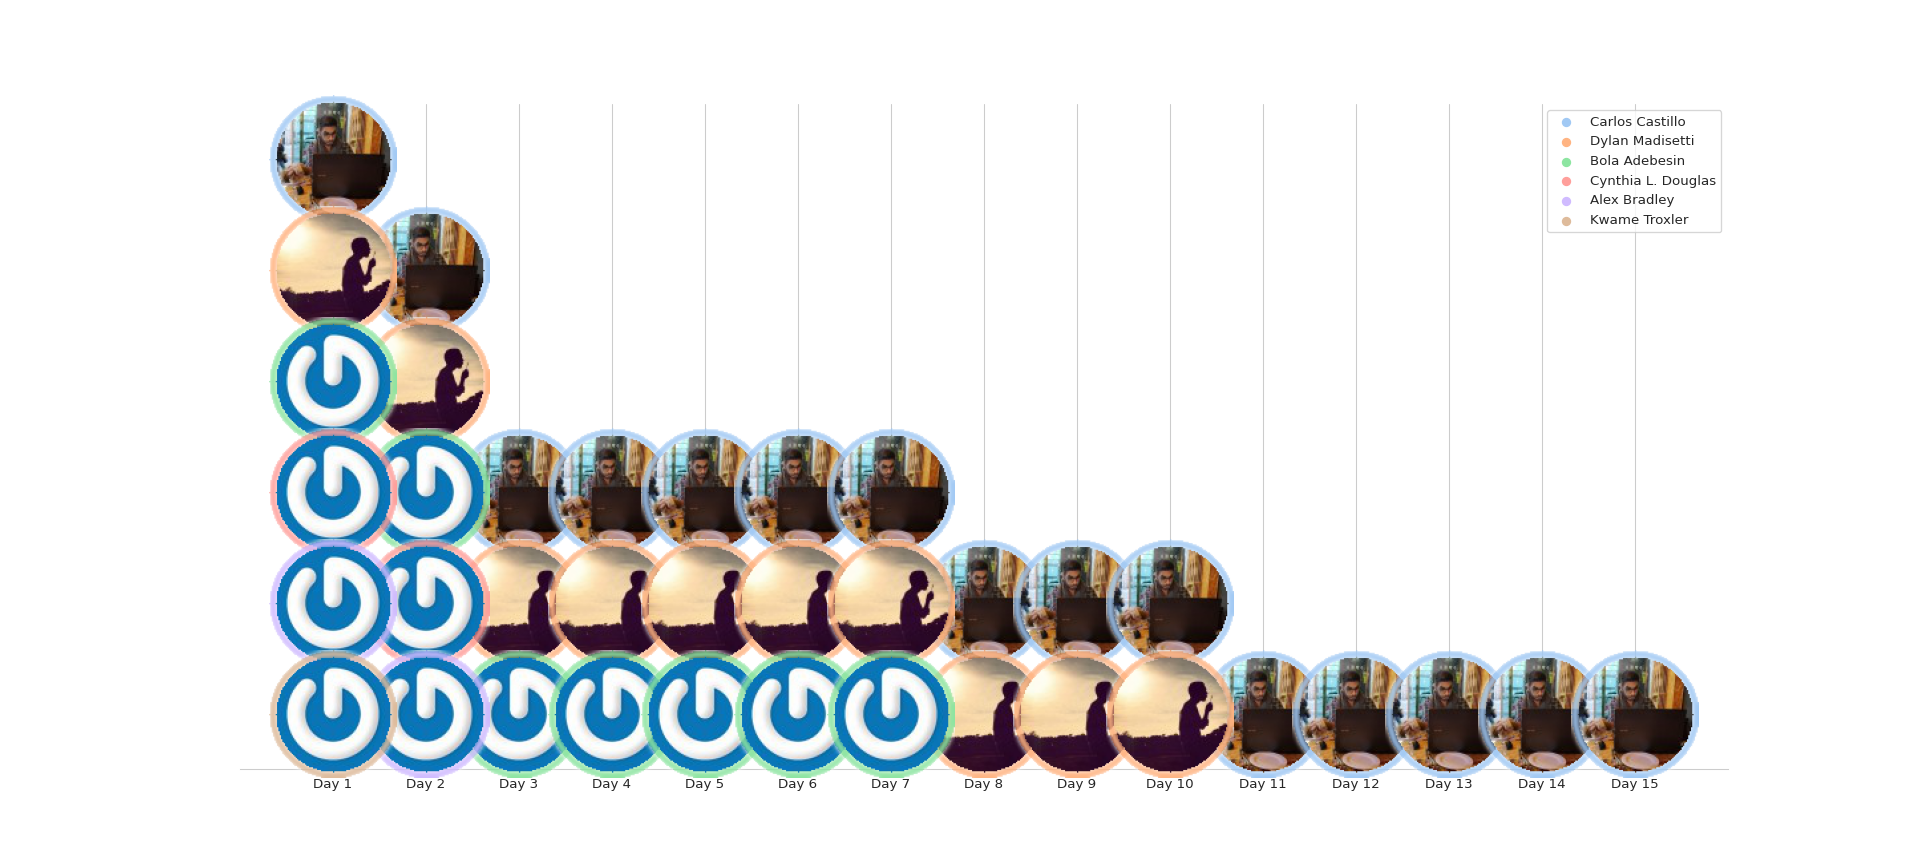 Carlos Castillo
Dylan Madisetti
Bola Adebesin
Cynthia L. Douglas
Alex Bradley
Kwame Troxler
Day 1 Day 2 Day 3 Day 4 Day 5 Day 6 Day 7 Day 8 Day 9 Day 10 Day 11 Day 12 Day 13 Day 14 Day 15